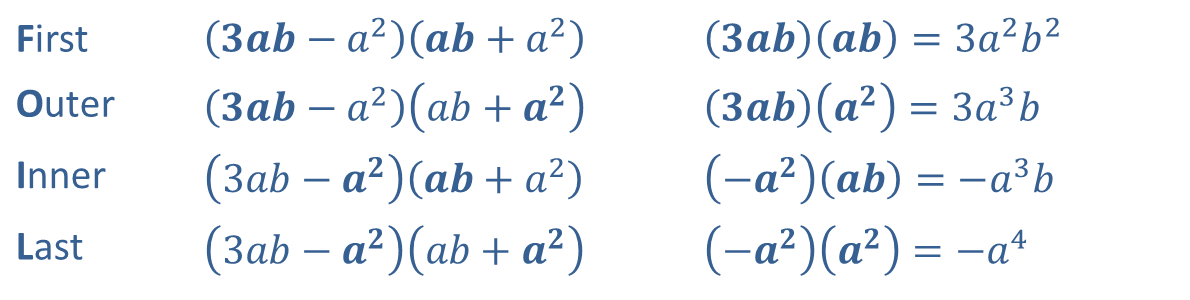 First (3ab − a²)(ab + a²) (3ab)(ab) = 3a²b²
Outer (3ab − a²)(ab + a²) (3ab)(a²) = 3a³b
Inner (3ab − a²)(ab + a²) (−a²)(ab) = −a³b
Last (3ab − a²)(ab + a²) (−a²)(a²) = −a⁴